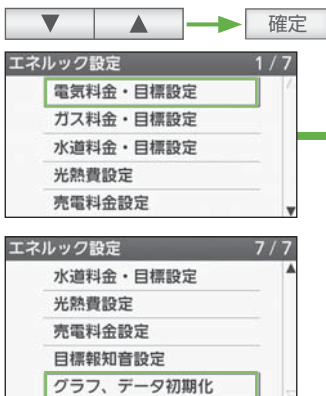 ▼ ▲ 確定
エネルック設定 1/7
電気料金・目標設定
ガス料金・目標設定
水道料金・目標設定
光熱費設定
売電料金設定
エネルック設定 7/7
水道料金・目標設定
光熱費設定
売電料金設定
目標報知音設定
グラフ、データ初期化